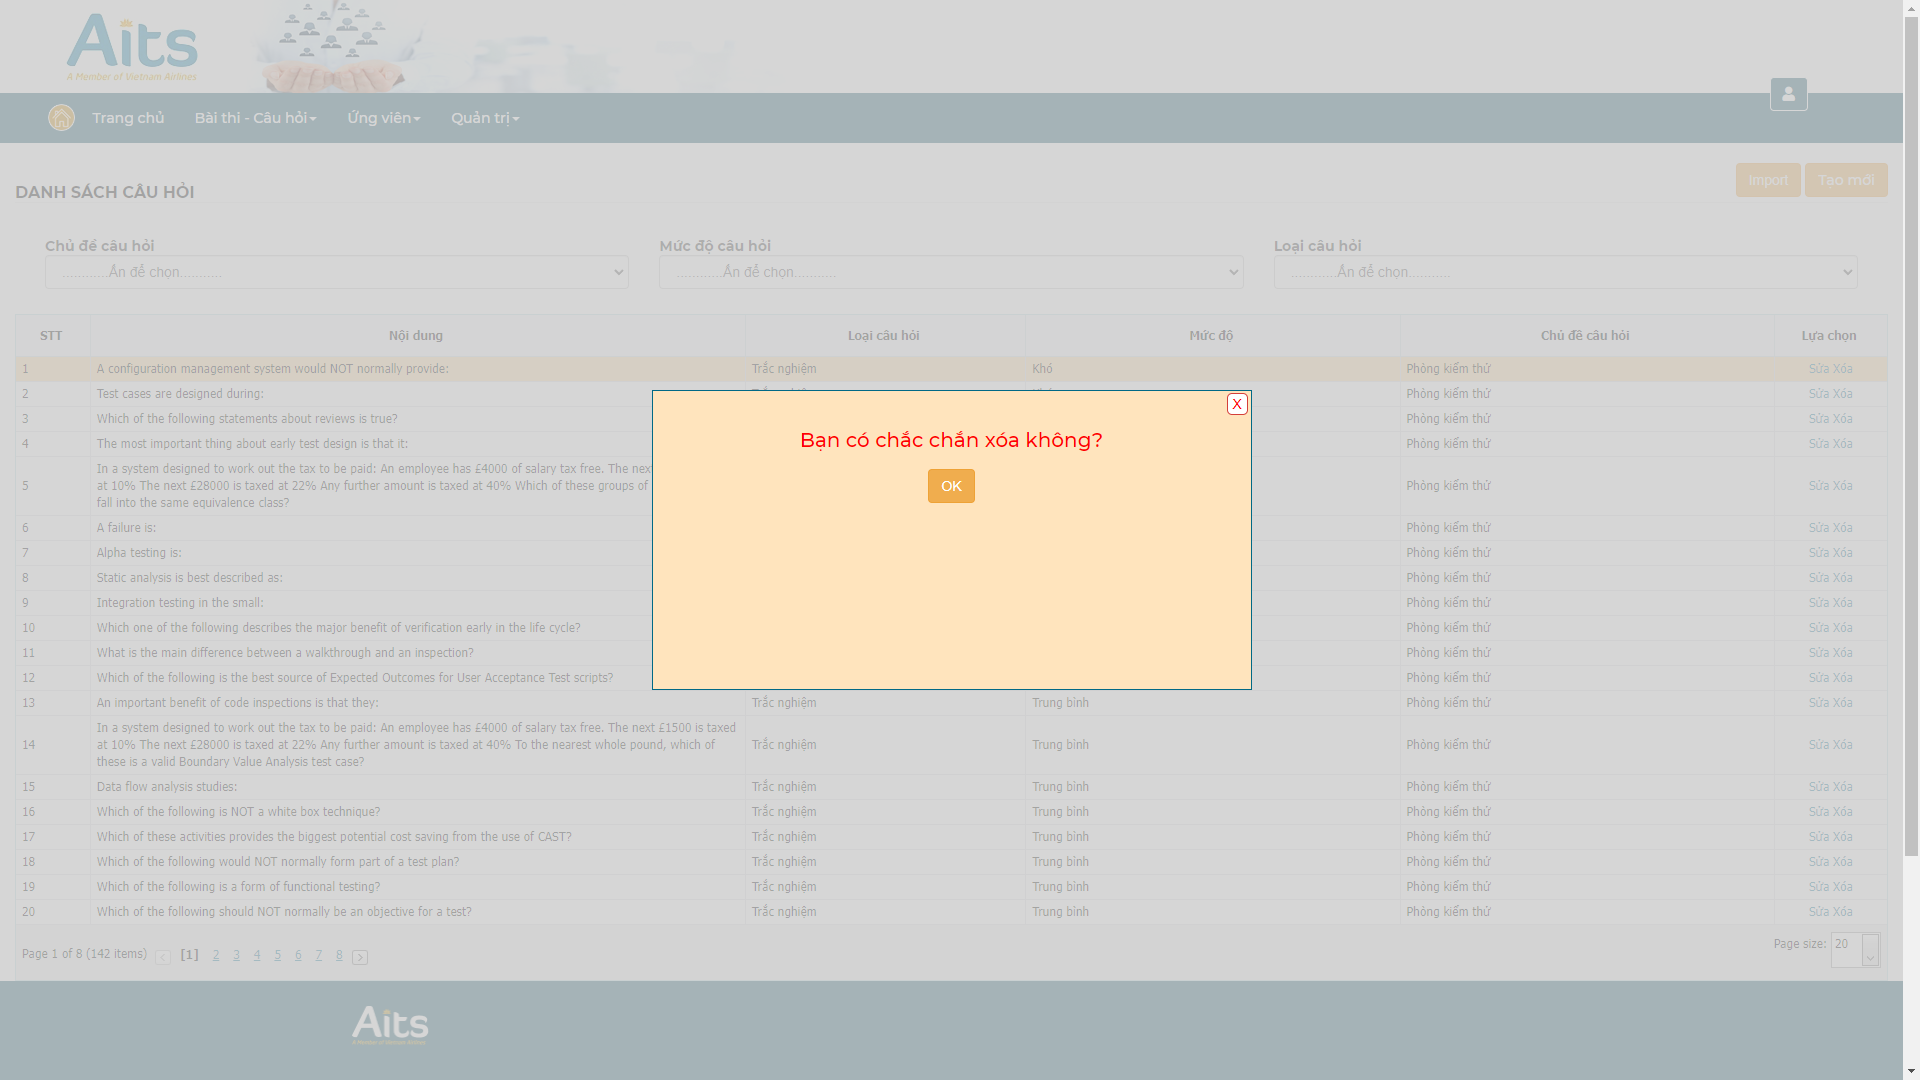 Aits
A Member of Vietnam Airlines
Trang chủ
Bài thi - Câu hỏi
Ứng viên
Quản trị
DANH SÁCH CÂU HỎI
Import
Tạo mới
Chủ đề câu hỏi
Mức độ câu hỏi
Loại câu hỏi
............Ấn để chọn...........
............Ấn để chọn...........
............Ấn để chọn...........
STT Nội dung Loại câu hỏi Mức độ Chủ đề câu hỏi Lựa chọn
1 A configuration management system would NOT normally provide: Trắc nghiệm Khó Phòng kiểm thử Sửa Xóa
2 Test cases are designed during: Phòng kiểm thử Sửa Xóa
3 Which of the following statements about reviews is true? Phòng kiểm thử Sửa Xóa
4 The most important thing about early test design is that it: Phòng kiểm thử Sửa Xóa
In a system designed to work out the tax to be paid: An employee has £4000 of salary tax free. The next
5 at 10% The next £28000 is taxed at 22% Any further amount is taxed at 40% Which of these groups of Phòng kiểm thử Sửa Xóa
fall into the same equivalence class?
6 A failure is: Phòng kiểm thử Sửa Xóa
7 Alpha testing is: Phòng kiểm thử Sửa Xóa
8 Static analysis is best described as: Phòng kiểm thử Sửa Xóa
9 Integration testing in the small: Phòng kiểm thử Sửa Xóa
10 Which one of the following describes the major benefit of verification early in the life cycle? Phòng kiểm thử Sửa Xóa
11 What is the main difference between a walkthrough and an inspection? Phòng kiểm thử Sửa Xóa
12 Which of the following is the best source of Expected Outcomes for User Acceptance Test scripts? Phòng kiểm thử Sửa Xóa
13 An important benefit of code inspections is that they: Trắc nghiệm Trung bình Phòng kiểm thử Sửa Xóa
In a system designed to work out the tax to be paid: An employee has £4000 of salary tax free. The next £1500 is taxed
14 at 10% The next £28000 is taxed at 22% Any further amount is taxed at 40% To the nearest whole pound, which of Trắc nghiệm Trung bình Phòng kiểm thử Sửa Xóa
these is a valid Boundary Value Analysis test case?
15 Data flow analysis studies: Trắc nghiệm Trung bình Phòng kiểm thử Sửa Xóa
16 Which of the following is NOT a white box technique? Trắc nghiệm Trung bình Phòng kiểm thử Sửa Xóa
17 Which of these activities provides the biggest potential cost saving from the use of CAST? Trắc nghiệm Trung bình Phòng kiểm thử Sửa Xóa
18 Which of the following would NOT normally form part of a test plan? Trắc nghiệm Trung bình Phòng kiểm thử Sửa Xóa
19 Which of the following is a form of functional testing? Trắc nghiệm Trung bình Phòng kiểm thử Sửa Xóa
20 Which of the following should NOT normally be an objective for a test? Trắc nghiệm Trung bình Phòng kiểm thử Sửa Xóa
X
Bạn có chắc chắn xóa không?
OK
Page 1 of 8 (142 items) [1] 2 3 4 5 6 7 8
Page size: 20
Aits
A Member of Vietnam Airlines